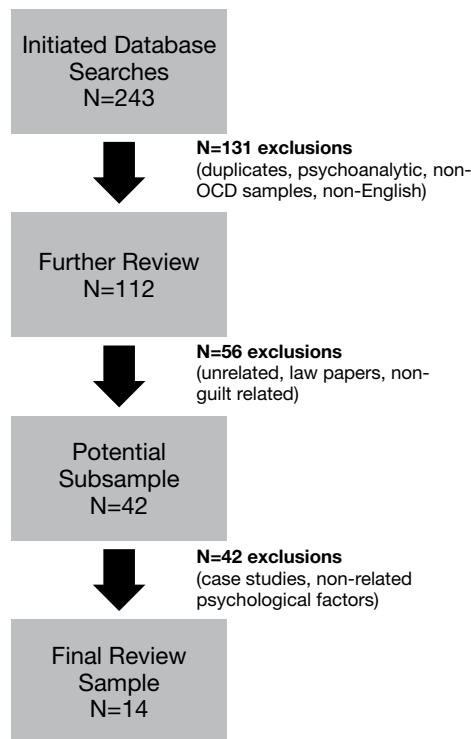 Initiated Database
Searches
N=243
N=131 exclusions
(duplicates, psychoanalytic, non-
OCD samples, non-English)
Further Review
N=112
N=56 exclusions
(unrelated, law papers, non-
guilt related)
Potential
Subsample
N=42
N=42 exclusions
(case studies, non-related
psychological factors)
Final Review
Sample
N=14